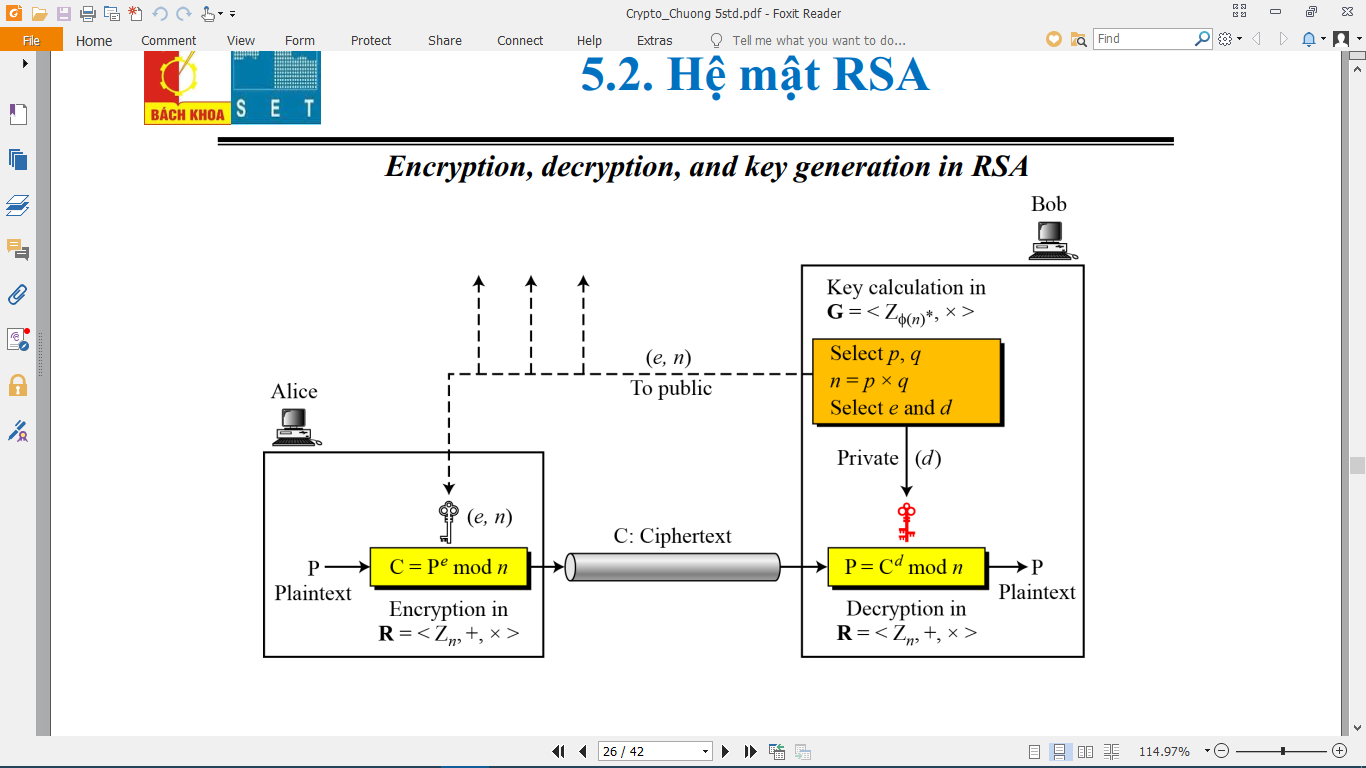 Crypto_Chuong 5std.pdf - Foxit Reader
File Home Comment View Form Protect Share Connect Help Extras Tell me what you want to do... Find
BÁCH KHOA
S E T
5.2. Hệ mật RSA
Encryption, decryption, and key generation in RSA
Bob
Key calculation in
G = < Zϕ(n)*, × >
Select p, q
n = p × q
Select e and d
(e, n)
To public
Private (d)
Alice
(e, n)
P
Plaintext
C = P^e mod n
Encryption in
R = < Zn, +, × >
C: Ciphertext
P = C^d mod n
Decryption in
R = < Zn, +, × >
P
Plaintext
26 / 42
114.97%